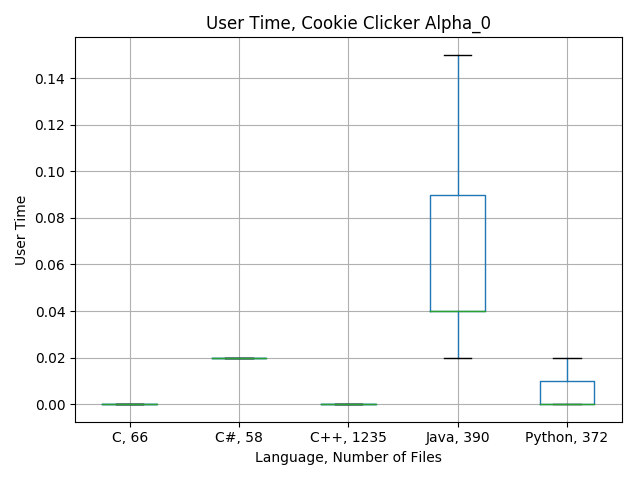 User Time, Cookie Clicker Alpha_0
0.14
0.12
0.10
0.08
0.06
0.04
0.02
0.00
User Time
C, 66 C#, 58 C++, 1235 Java, 390 Python, 372
Language, Number of Files